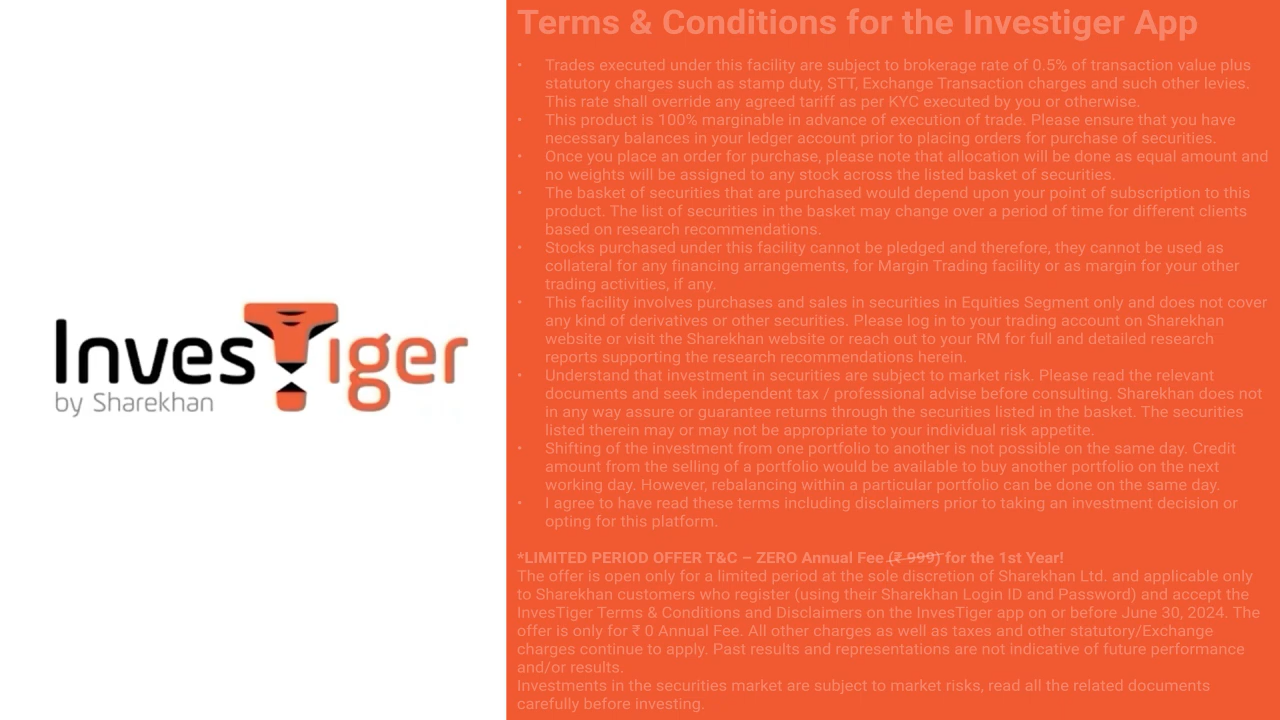 InvesTiger
by Sharekhan
Terms & Conditions for the Investiger App
• Trades executed under this facility are subject to brokerage rate of 0.5% of transaction value plus
statutory charges such as stamp duty, STT, Exchange Transaction charges and such other levies.
This rate shall override any agreed tariff as per KYC executed by you or otherwise.
• This product is 100% marginable in advance of execution of trade. Please ensure that you have
necessary balances in your ledger account prior to placing orders for purchase of securities.
• Once you place an order for purchase, please note that allocation will be done as equal amount and
no weights will be assigned to any stock across the listed basket of securities.
• The basket of securities that are purchased would depend upon your point of subscription to this
product. The list of securities in the basket may change over a period of time for different clients
based on research recommendations.
• Stocks purchased under this facility cannot be pledged and therefore, they cannot be used as
collateral for any financing arrangements, for Margin Trading facility or as margin for your other
trading activities, if any.
• This facility involves purchases and sales in securities in Equities Segment only and does not cover
any kind of derivatives or other securities. Please log in to your trading account on Sharekhan
website or visit the Sharekhan website or reach out to your RM for full and detailed research
reports supporting the research recommendations herein.
• Understand that investment in securities are subject to market risk. Please read the relevant
documents and seek independent tax / professional advise before consulting. Sharekhan does not
in any way assure or guarantee returns through the securities listed in the basket. The securities
listed therein may or may not be appropriate to your individual risk appetite.
• Shifting of the investment from one portfolio to another is not possible on the same day. Credit
amount from the selling of a portfolio would be available to buy another portfolio on the next
working day. However, rebalancing within a particular portfolio can be done on the same day.
• I agree to have read these terms including disclaimers prior to taking an investment decision or
opting for this platform.
*LIMITED PERIOD OFFER T&C – ZERO Annual Fee (₹ 999) for the 1st Year!
The offer is open only for a limited period at the sole discretion of Sharekhan Ltd. and applicable only
to Sharekhan customers who register (using their Sharekhan Login ID and Password) and accept the
InvesTiger Terms & Conditions and Disclaimers on the InvesTiger app on or before June 30, 2024. The
offer is only for ₹ 0 Annual Fee. All other charges as well as taxes and other statutory/Exchange
charges continue to apply. Past results and representations are not indicative of future performance
and/or results.
Investments in the securities market are subject to market risks, read all the related documents
carefully before investing.